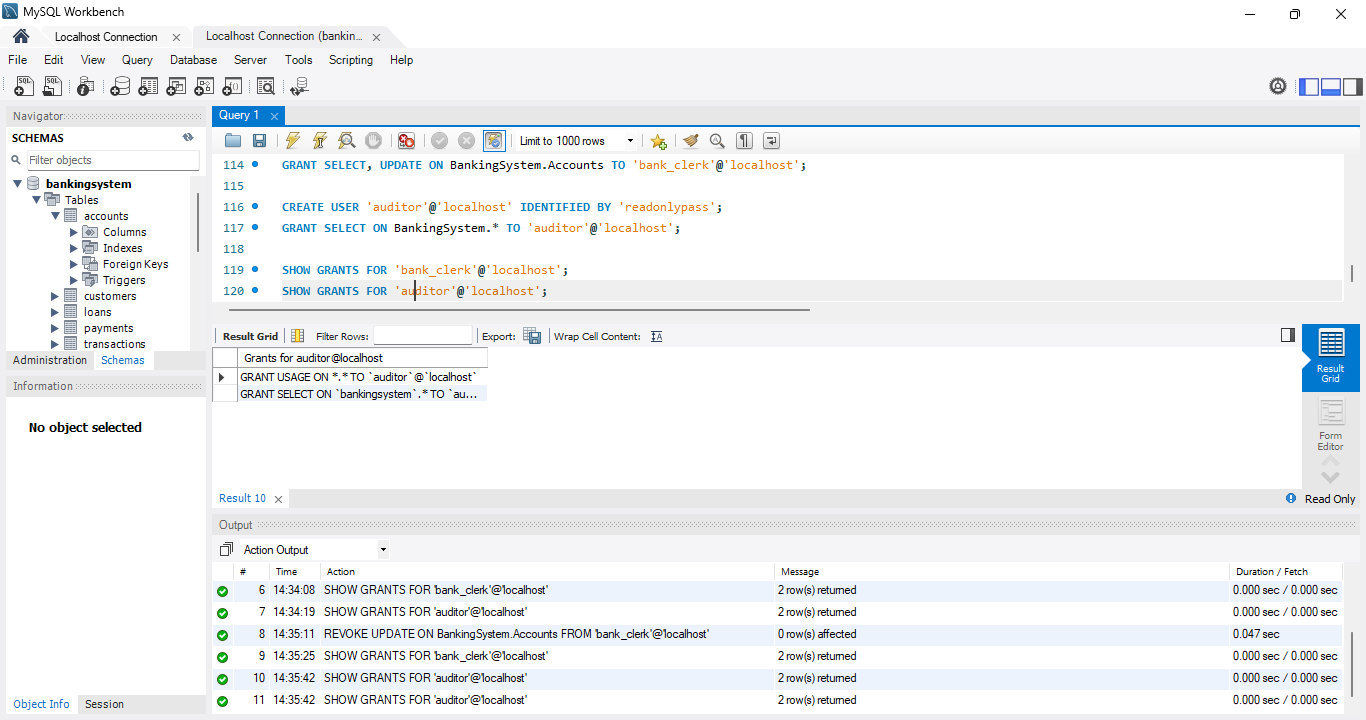 MySQL Workbench
Localhost Connection
Localhost Connection (bankin...
File Edit View Query Database Server Tools Scripting Help
Navigator
SCHEMAS
Filter objects
bankingsystem
Tables
accounts
Columns
Indexes
Foreign Keys
Triggers
customers
loans
payments
transactions
Administration Schemas
Information
No object selected
Object Info Session
Query 1
Limit to 1000 rows
114 GRANT SELECT, UPDATE ON BankingSystem.Accounts TO 'bank_clerk'@'localhost';
115
116 CREATE USER 'auditor'@'localhost' IDENTIFIED BY 'readonlypass';
117 GRANT SELECT ON BankingSystem.* TO 'auditor'@'localhost';
118
119 SHOW GRANTS FOR 'bank_clerk'@'localhost';
120 SHOW GRANTS FOR 'auditor'@'localhost';
Result Grid Filter Rows: Export: Wrap Cell Content:
Grants for auditor@localhost
GRANT USAGE ON *.* TO `auditor`@`localhost`
GRANT SELECT ON `bankingsystem`.* TO `au...
Result Grid
Form Editor
Result 10
Read Only
Output
Action Output
# Time Action Message Duration / Fetch
6 14:34:08 SHOW GRANTS FOR 'bank_clerk'@'localhost' 2 row(s) returned 0.000 sec / 0.000 sec
7 14:34:19 SHOW GRANTS FOR 'auditor'@'localhost' 2 row(s) returned 0.000 sec / 0.000 sec
8 14:35:11 REVOKE UPDATE ON BankingSystem.Accounts FROM 'bank_clerk'@'localhost' 0 row(s) affected 0.047 sec
9 14:35:25 SHOW GRANTS FOR 'bank_clerk'@'localhost' 2 row(s) returned 0.000 sec / 0.000 sec
10 14:35:42 SHOW GRANTS FOR 'auditor'@'localhost' 2 row(s) returned 0.000 sec / 0.000 sec
11 14:35:42 SHOW GRANTS FOR 'auditor'@'localhost' 2 row(s) returned 0.000 sec / 0.000 sec